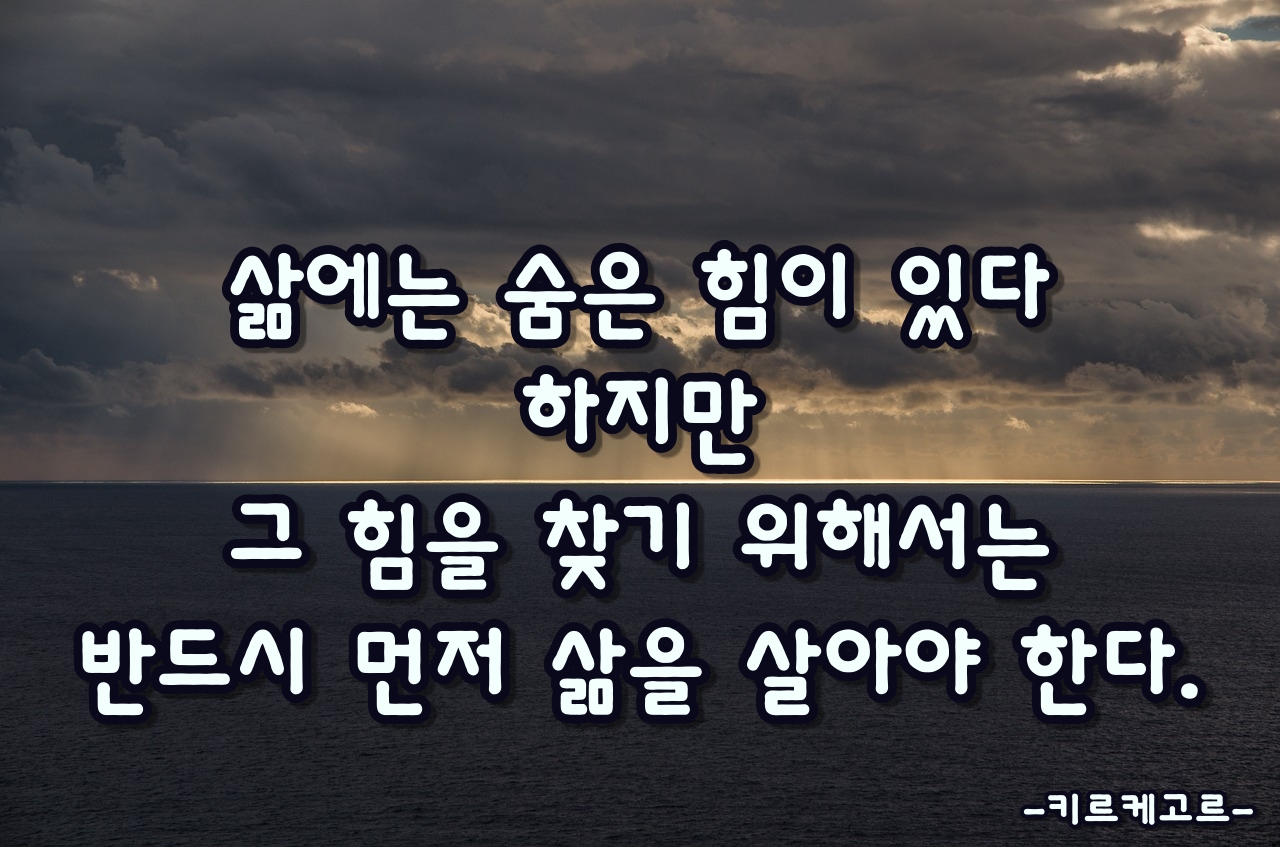 삶에는 숨은 힘이 있다
하지만
그 힘을 찾기 위해서는
반드시 먼저 삶을 살아야 한다.
-키르케고르-